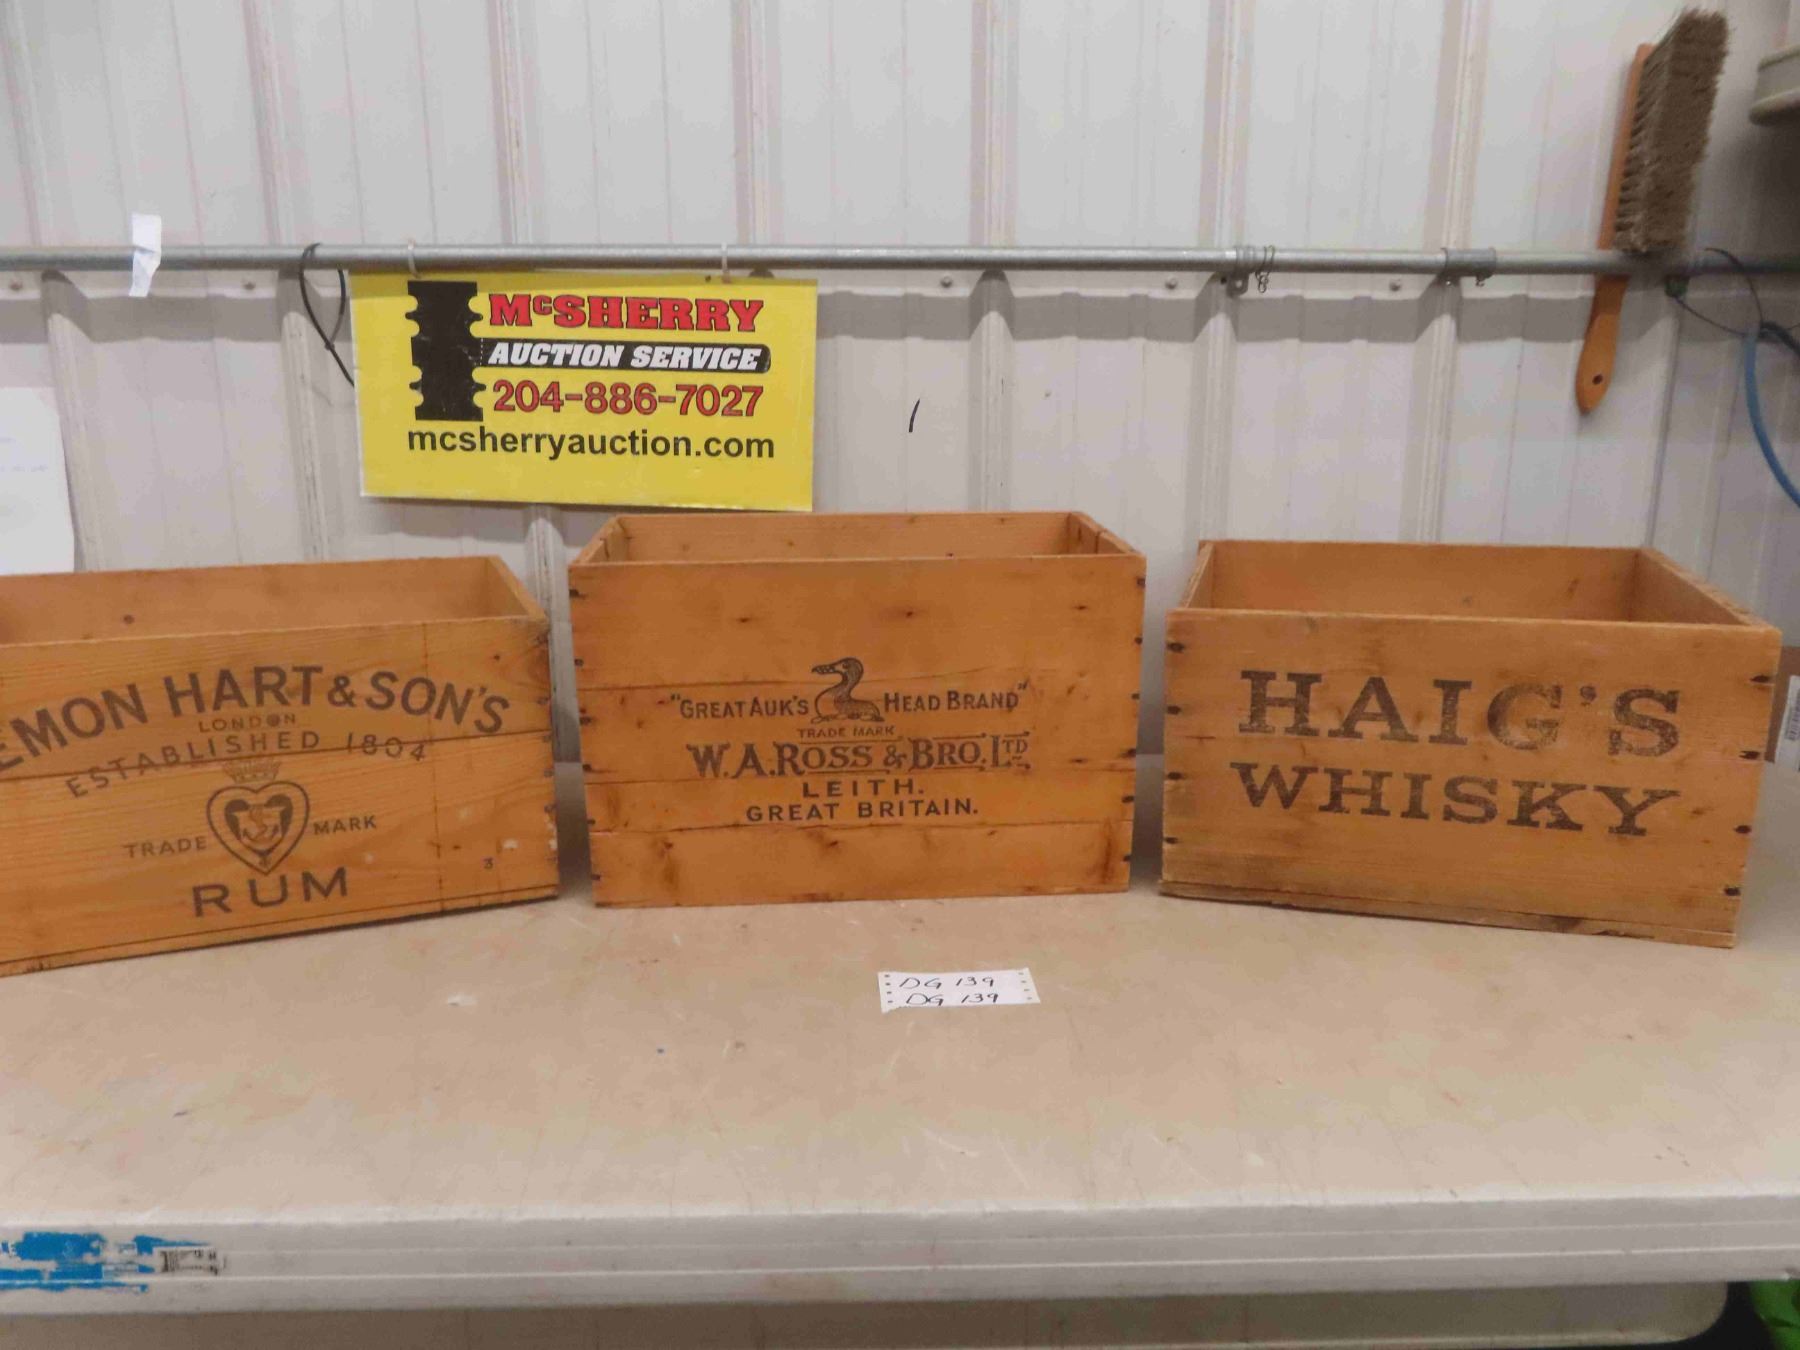 McSHERRY
AUCTION SERVICE
204-886-7027
mcsherryauction.com
EMON HART & SON'S
LONDON
ESTABLISHED 1804
TRADE MARK
RUM
3
"GREAT AUK'S HEAD BRAND"
TRADE MARK
W. A. ROSS & BRO. LTD
LEITH.
GREAT BRITAIN.
HAIG'S
WHISKY
DG 139
DG 139